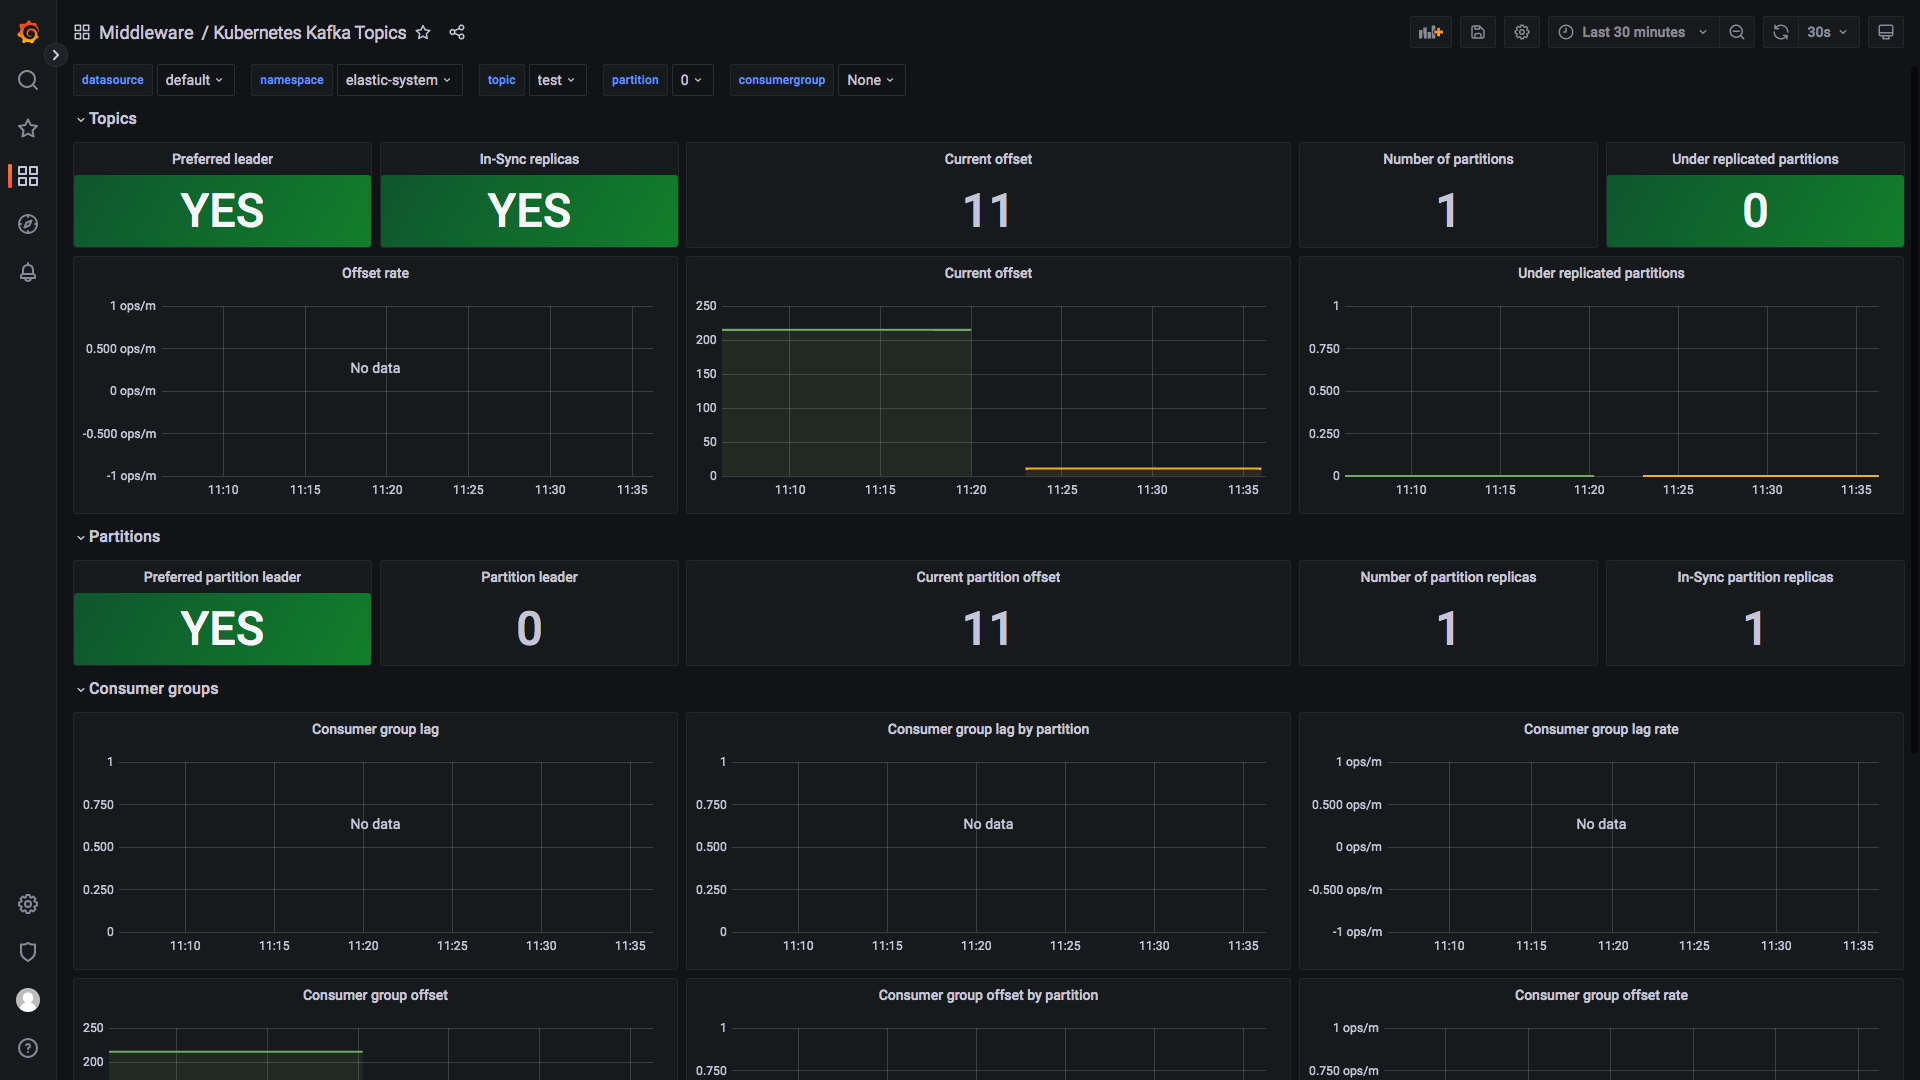 Middleware / Kubernetes Kafka Topics
Last 30 minutes
30s
datasource default namespace elastic-system topic test partition 0 consumergroup None
Topics
Preferred leader
YES
In-Sync replicas
YES
Current offset
11
Number of partitions
1
Under replicated partitions
0
Offset rate
1 ops/m
0.500 ops/m
0 ops/m
-0.500 ops/m
-1 ops/m
No data
11:10 11:15 11:20 11:25 11:30 11:35
Current offset
250
200
150
100
50
0
11:10 11:15 11:20 11:25 11:30 11:35
Under replicated partitions
1
0.750
0.500
0.250
0
11:10 11:15 11:20 11:25 11:30 11:35
Partitions
Preferred partition leader
YES
Partition leader
0
Current partition offset
11
Number of partition replicas
1
In-Sync partition replicas
1
Consumer groups
Consumer group lag
1
0.750
0.500
0.250
0
No data
11:10 11:15 11:20 11:25 11:30 11:35
Consumer group lag by partition
1
0.750
0.500
0.250
0
No data
11:10 11:15 11:20 11:25 11:30 11:35
Consumer group lag rate
1 ops/m
0.500 ops/m
0 ops/m
-0.500 ops/m
-1 ops/m
No data
11:10 11:15 11:20 11:25 11:30 11:35
Consumer group offset
250
200
Consumer group offset by partition
1
0.750
Consumer group offset rate
1 ops/m
0.750 ops/m